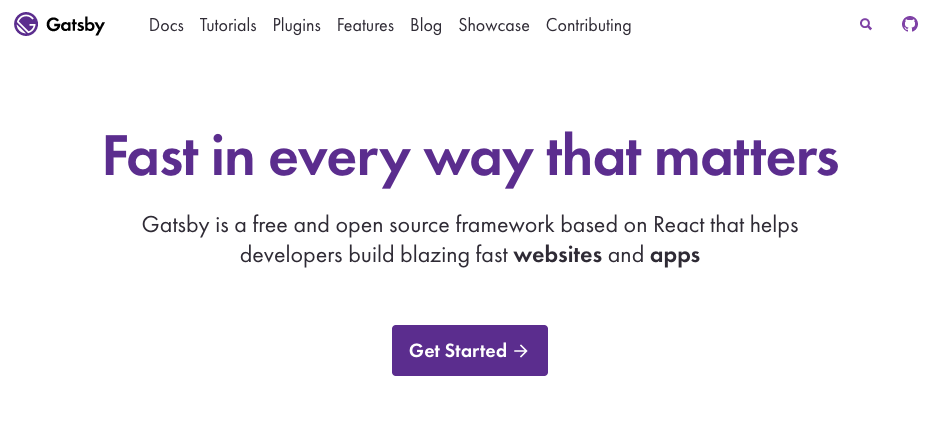 Gatsby Docs Tutorials Plugins Features Blog Showcase Contributing
Fast in every way that matters
Gatsby is a free and open source framework based on React that helps
developers build blazing fast websites and apps
Get Started →